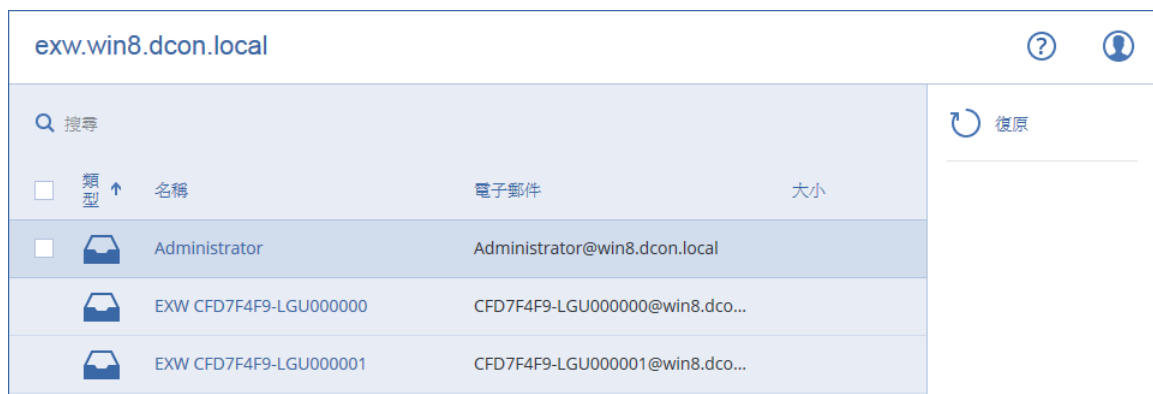 exw.win8.dcon.local
搜尋
復原
類型 名稱 電子郵件 大小
Administrator Administrator@win8.dcon.local
EXW CFD7F4F9-LGU000000 CFD7F4F9-LGU000000@win8.dco...
EXW CFD7F4F9-LGU000001 CFD7F4F9-LGU000001@win8.dco...